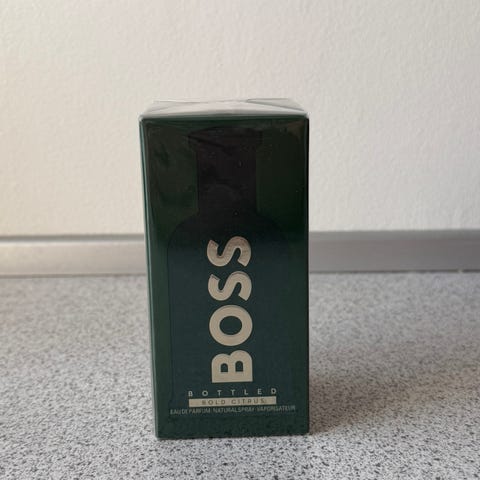 BOSS
BOTTLED
BOLD CITRUS
EAU DE PARFUM·NATURAL SPRAY·VAPORISATEUR